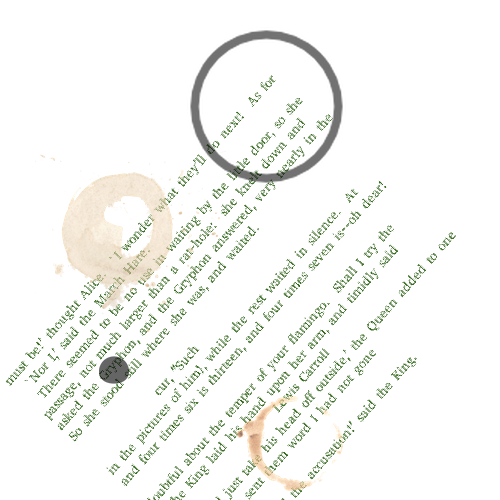 must be!' thought Alice. `I wonder what they'll do next! As for
`Nor I,' said the March Hare.
There seemed to be no use in waiting by the little door, so she
passage, not much larger than a rat-hole: she knelt down and
asked the Gryphon, and the Gryphon answered, very nearly in the
So she stood still where she was, and waited.
cur, "Such
in the pictures of him), while the rest waited in silence. At
and four times six is thirteen, and four times seven is--oh dear!
doubtful about the temper of your flamingo. Shall I try the
the King laid his hand upon her arm, and timidly said
Lewis Carroll
just take his head off outside,' the Queen added to one
sent them word I had not gone
the accusation!' said the King.